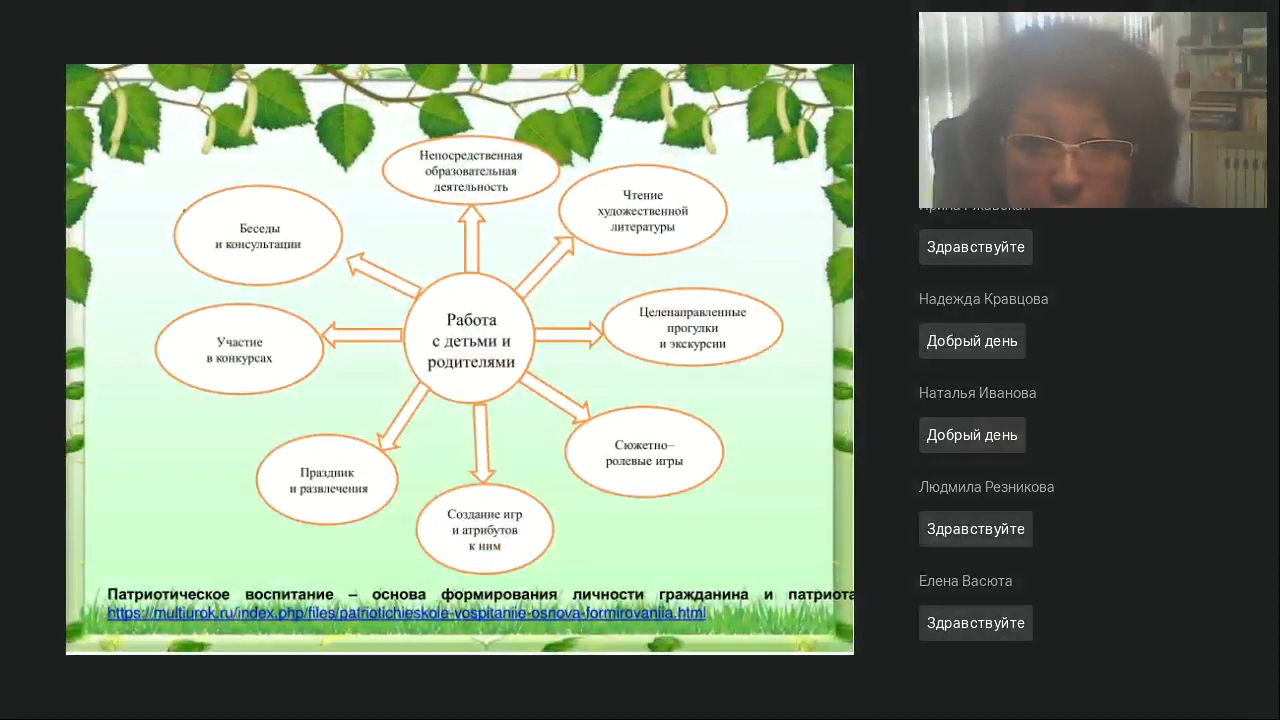 Непосредственная
образовательная
деятельность
Чтение
художественной
литературы
Беседы
и консультации
Целенаправленные
прогулки
и экскурсии
Работа
с детьми и
родителями
Участие
в конкурсах
Сюжетно–
ролевые игры
Праздник
и развлечения
Создание игр
и атрибутов
к ним
Патриотическое воспитание – основа формирования личности гражданина и патриота
https://multiurok.ru/index.php/files/patriotichieskoie-vospitaniie-osnova-formirovaniia.html
Здравствуйте
Надежда Кравцова
Добрый день
Наталья Иванова
Добрый день
Людмила Резникова
Здравствуйте
Елена Васюта
Здравствуйте